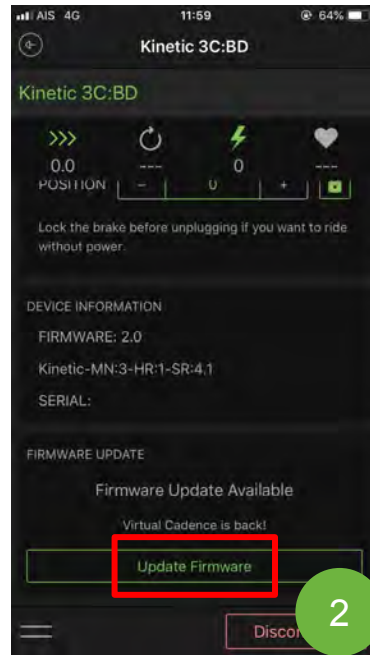 AIS 4G 11:59 64%
Kinetic 3C:BD
Kinetic 3C:BD
>>>
0.0 --- 0 ---
POSITION - 0 +
Lock the brake before unplugging if you want to ride
without power.
DEVICE INFORMATION
FIRMWARE: 2.0
Kinetic-MN:3-HR:1-SR:4.1
SERIAL:
FIRMWARE UPDATE
Firmware Update Available
Virtual Cadence is back!
Update Firmware
Discon
2